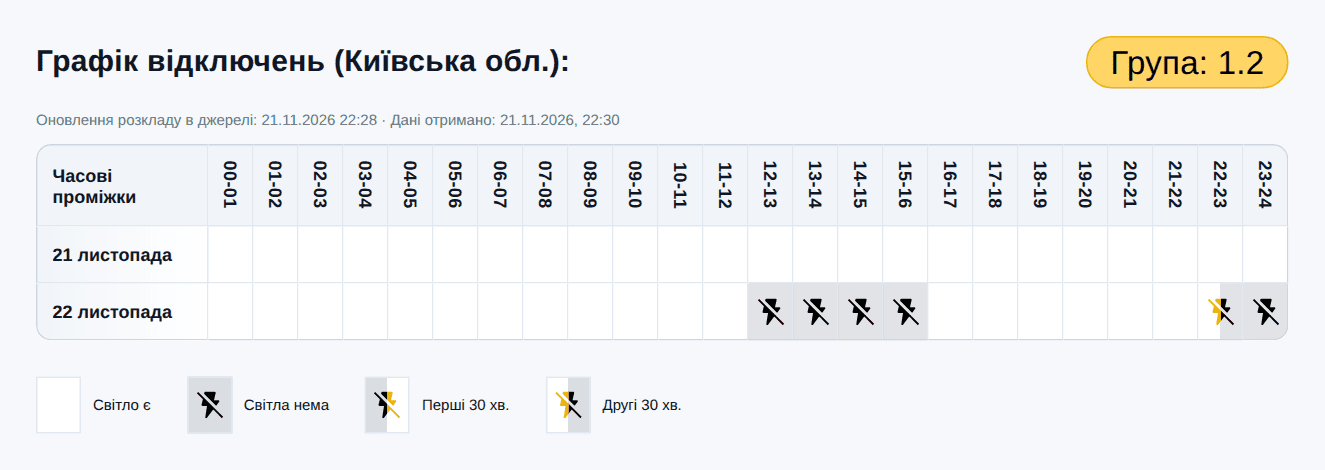 Графік відключень (Київська обл.):
Група: 1.2
Оновлення розкладу в джерелі: 21.11.2026 22:28 · Дані отримано: 21.11.2026, 22:30
Часові
проміжки
00-01
01-02
02-03
03-04
04-05
05-06
06-07
07-08
08-09
09-10
10-11
11-12
12-13
13-14
14-15
15-16
16-17
17-18
18-19
19-20
20-21
21-22
22-23
23-24
21 листопада
22 листопада
Світло є
Світла нема
Перші 30 хв.
Другі 30 хв.